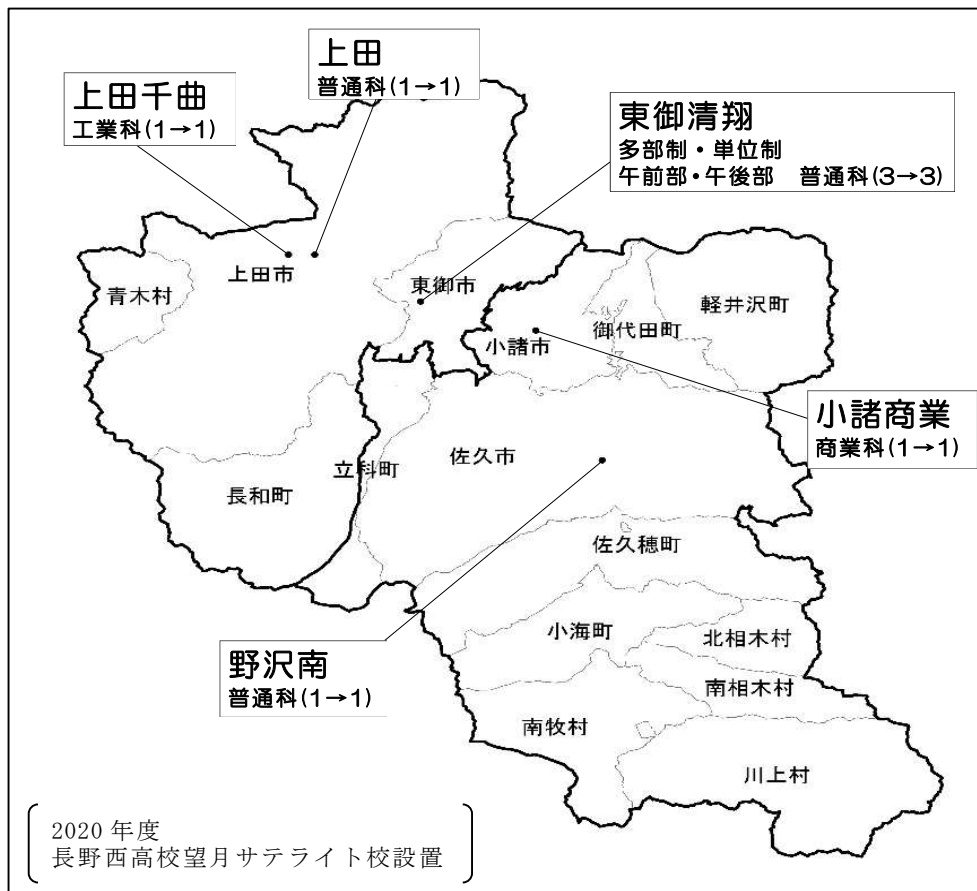 上田
普通科(1→1)
上田千曲
工業科(1→1)
東御清翔
多部制・単位制
午前部・午後部　普通科(3→3)
上田市
青木村
東御市
軽井沢町
御代田町
小諸市
小諸商業
商業科(1→1)
佐久市
立科町
長和町
佐久穂町
小海町
北相木村
野沢南
普通科(1→1)
南相木村
南牧村
川上村
2020 年度
長野西高校望月サテライト校設置